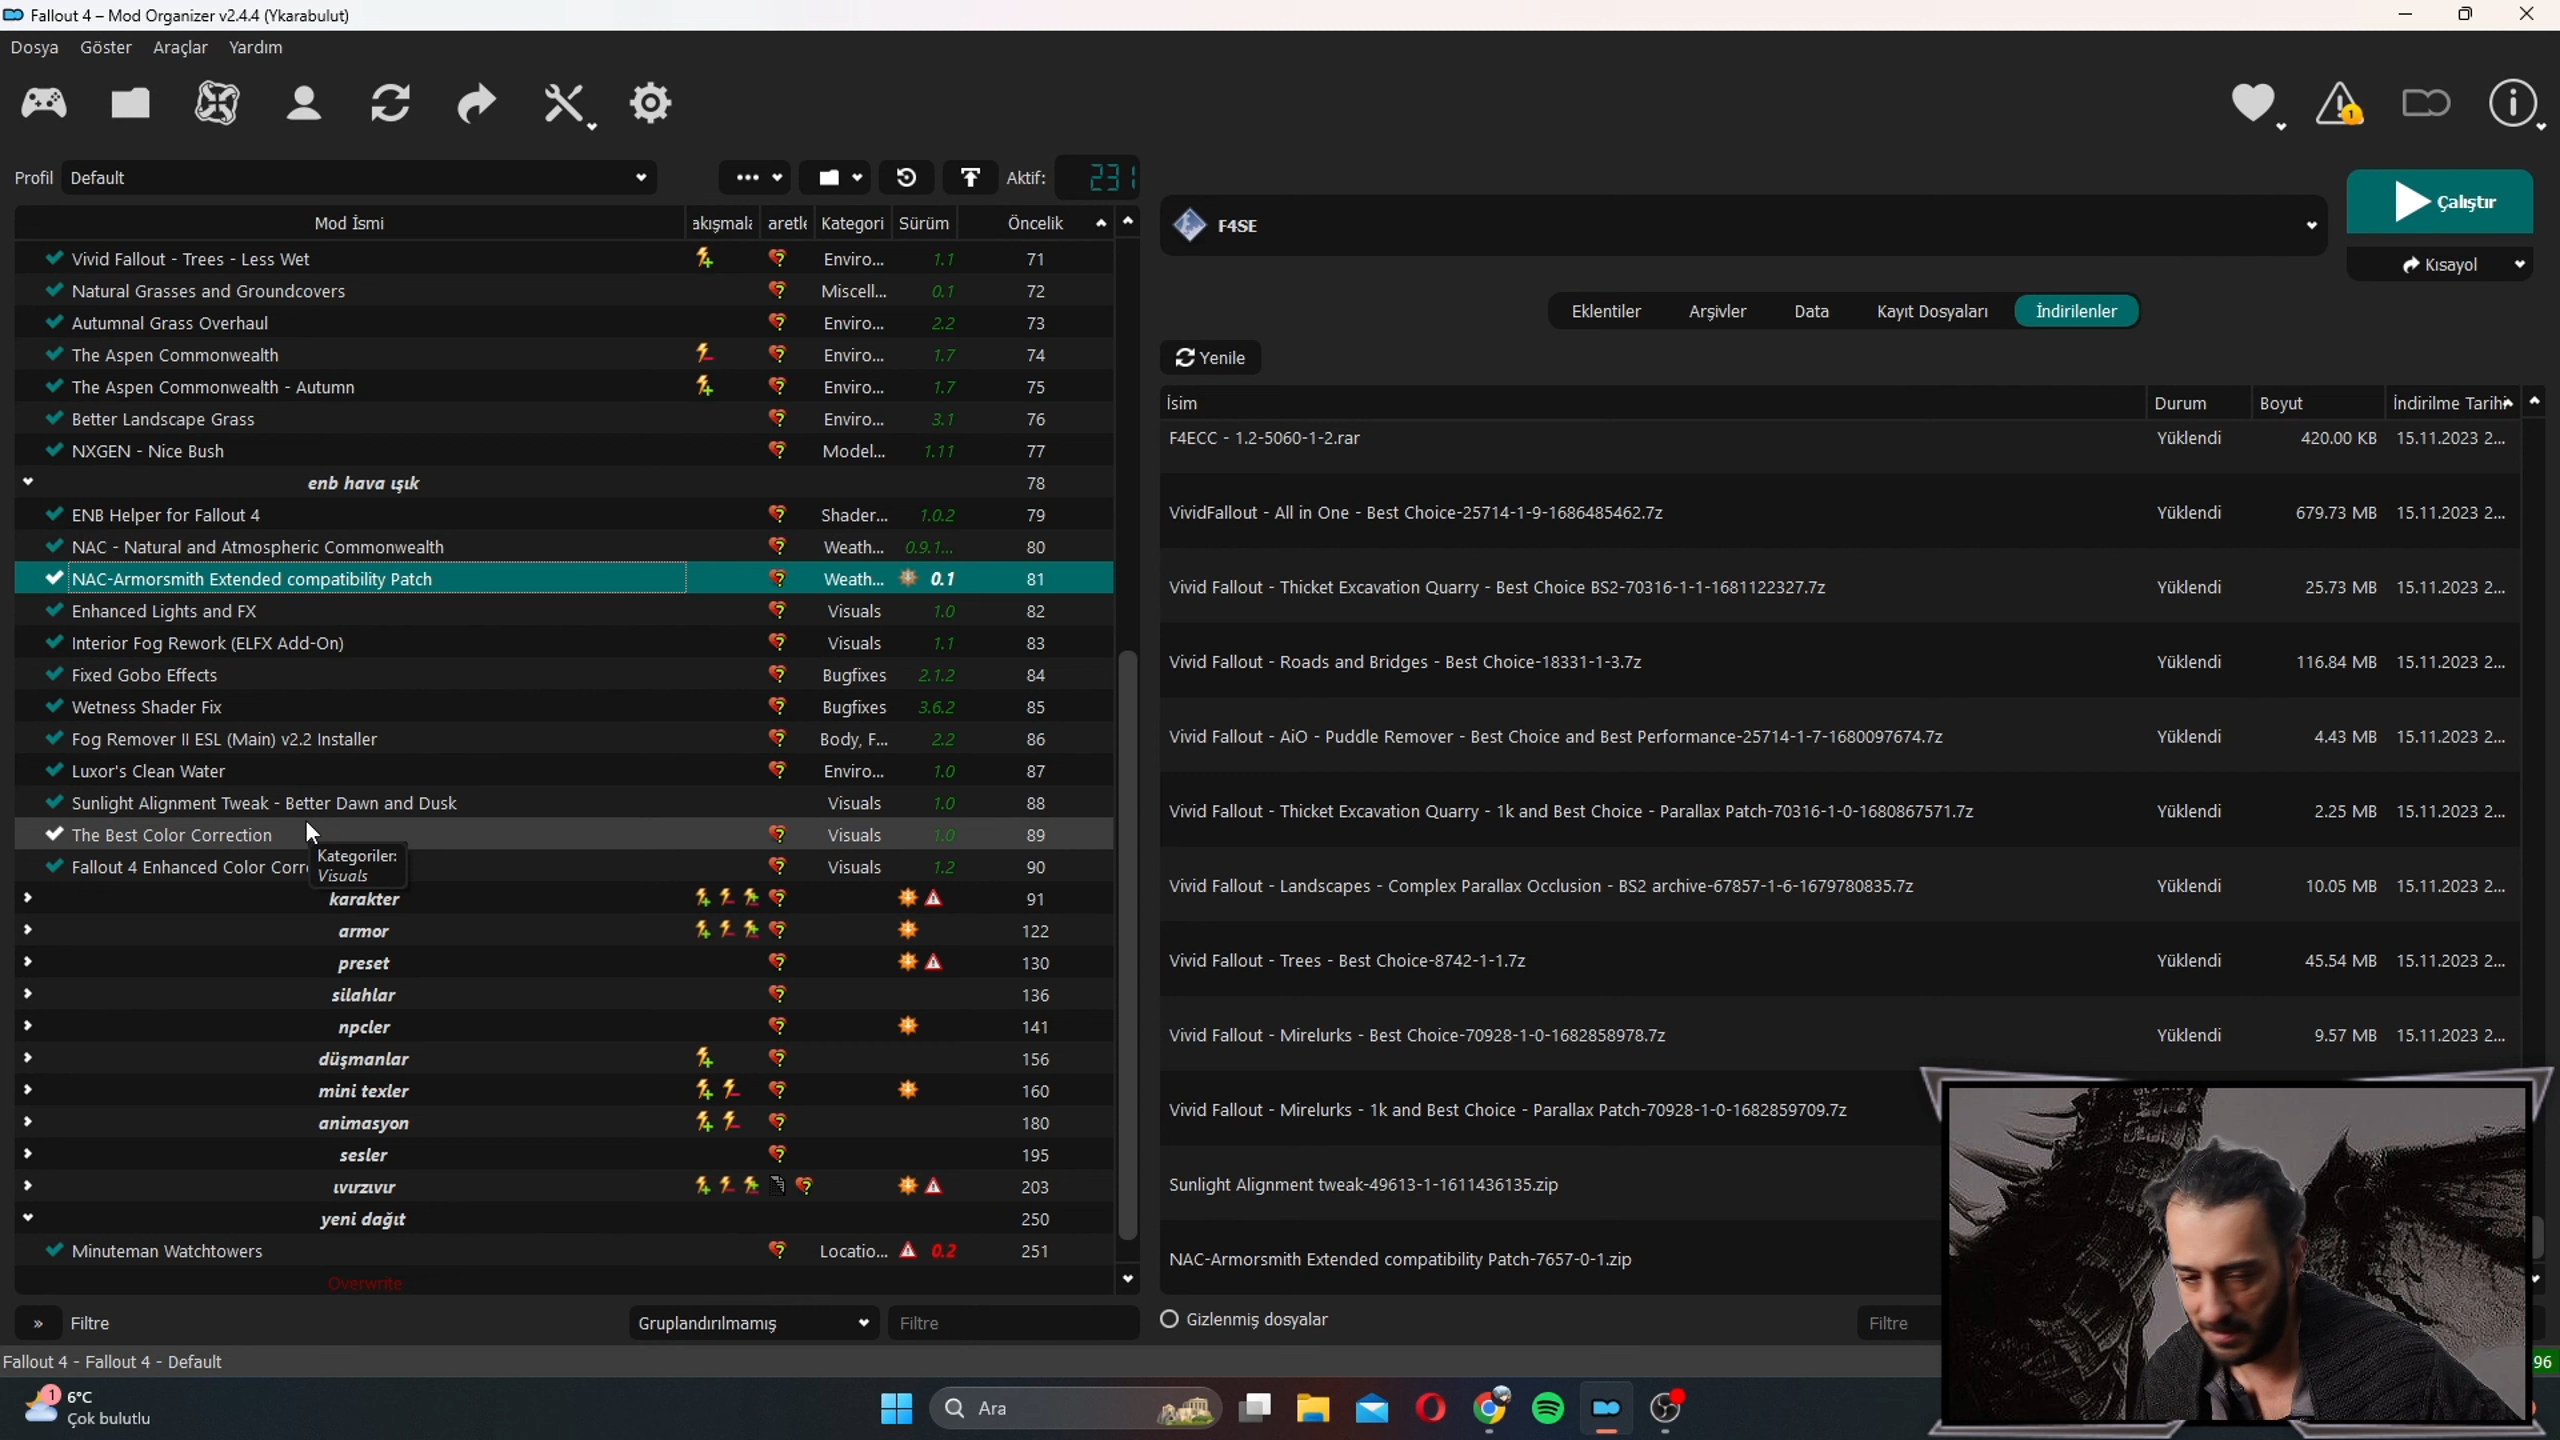 Fallout 4 – Mod Organizer v2.4.4 (Ykarabulut)
Dosya Göster Araçlar Yardım
1
Profil Default Aktif: 231
Mod İsmi akışmala aretle Kategori Sürüm Öncelik
Vivid Fallout - Trees - Less Wet Enviro... 1.1 71
Natural Grasses and Groundcovers Miscell... 0.1 72
Autumnal Grass Overhaul Enviro... 2.2 73
The Aspen Commonwealth Enviro... 1.7 74
The Aspen Commonwealth - Autumn Enviro... 1.7 75
Better Landscape Grass Enviro... 3.1 76
NXGEN - Nice Bush Model... 1.11 77
enb hava ışık 78
ENB Helper for Fallout 4 Shader... 1.0.2 79
NAC - Natural and Atmospheric Commonwealth Weath... 0.9.1... 80
NAC-Armorsmith Extended compatibility Patch Weath... 0.1 81
Enhanced Lights and FX Visuals 1.0 82
Interior Fog Rework (ELFX Add-On) Visuals 1.1 83
Fixed Gobo Effects Bugfixes 2.1.2 84
Wetness Shader Fix Bugfixes 3.6.2 85
Fog Remover II ESL (Main) v2.2 Installer Body, F... 2.2 86
Luxor's Clean Water Enviro... 1.0 87
Sunlight Alignment Tweak - Better Dawn and Dusk Visuals 1.0 88
The Best Color Correction Visuals 1.0 89
Kategoriler:
Visuals
Fallout 4 Enhanced Color Corr Visuals 1.2 90
karakter 91
armor 122
preset 130
silahlar 136
npcler 141
düşmanlar 156
mini texler 160
animasyon 180
sesler 195
ıvırzıvır 203
yeni dağıt 250
Minuteman Watchtowers Locatio... 0.2 251
Overwrite
» Filtre Gruplandırılmamış Filtre
Fallout 4 - Fallout 4 - Default
F4SE
Çalıştır
Kısayol
Eklentiler Arşivler Data Kayıt Dosyaları İndirilenler
Yenile
İsim Durum Boyut İndirilme Tarihi
F4ECC - 1.2-5060-1-2.rar Yüklendi 420.00 KB 15.11.2023 2...
VividFallout - All in One - Best Choice-25714-1-9-1686485462.7z Yüklendi 679.73 MB 15.11.2023 2...
Vivid Fallout - Thicket Excavation Quarry - Best Choice BS2-70316-1-1-1681122327.7z Yüklendi 25.73 MB 15.11.2023 2...
Vivid Fallout - Roads and Bridges - Best Choice-18331-1-3.7z Yüklendi 116.84 MB 15.11.2023 2...
Vivid Fallout - AiO - Puddle Remover - Best Choice and Best Performance-25714-1-7-1680097674.7z Yüklendi 4.43 MB 15.11.2023 2...
Vivid Fallout - Thicket Excavation Quarry - 1k and Best Choice - Parallax Patch-70316-1-0-1680867571.7z Yüklendi 2.25 MB 15.11.2023 2...
Vivid Fallout - Landscapes - Complex Parallax Occlusion - BS2 archive-67857-1-6-1679780835.7z Yüklendi 10.05 MB 15.11.2023 2...
Vivid Fallout - Trees - Best Choice-8742-1-1.7z Yüklendi 45.54 MB 15.11.2023 2...
Vivid Fallout - Mirelurks - Best Choice-70928-1-0-1682858978.7z Yüklendi 9.57 MB 15.11.2023 2...
Vivid Fallout - Mirelurks - 1k and Best Choice - Parallax Patch-70928-1-0-1682859709.7z
Sunlight Alignment tweak-49613-1-1611436135.zip
NAC-Armorsmith Extended compatibility Patch-7657-0-1.zip
Gizlenmiş dosyalar Filtre
96
1 6°C
Çok bulutlu
Ara